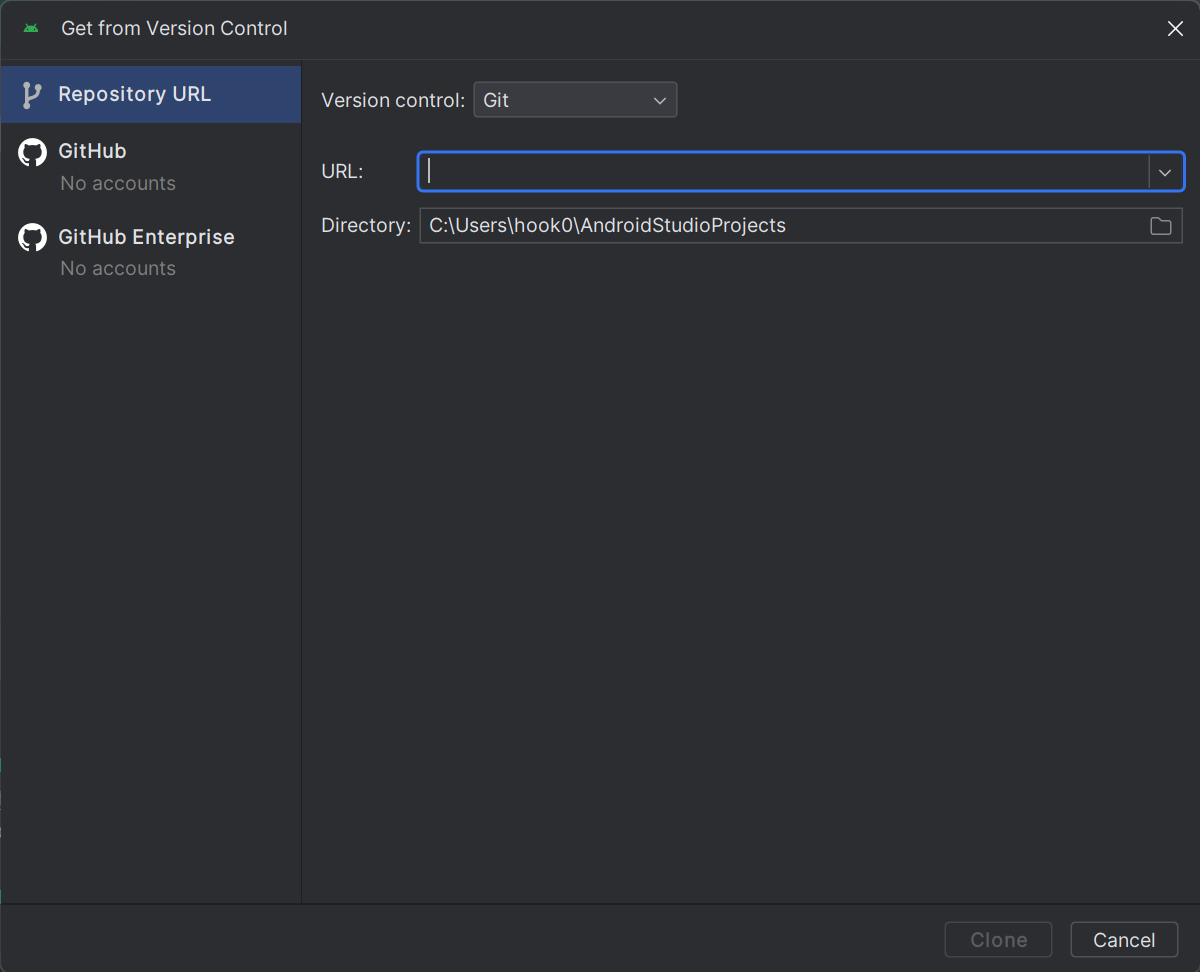 Get from Version Control
Repository URL
GitHub
No accounts
GitHub Enterprise
No accounts
Version control: Git
URL:
Directory: C:\Users\hook0\AndroidStudioProjects
Clone Cancel